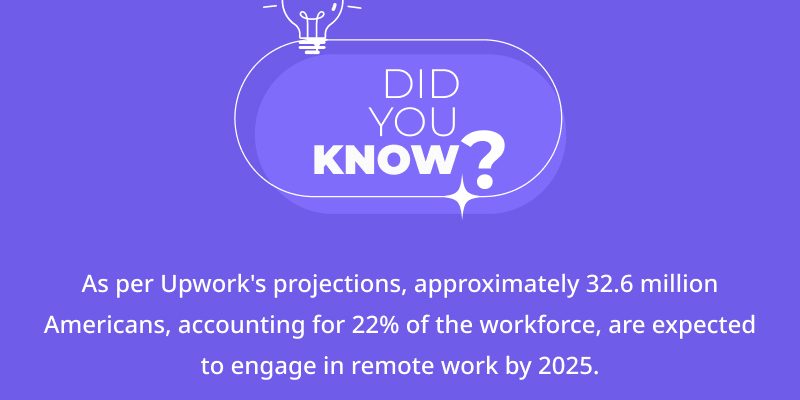 DID
YOU
KNOW?
As per Upwork's projections, approximately 32.6 million
Americans, accounting for 22% of the workforce, are expected
to engage in remote work by 2025.